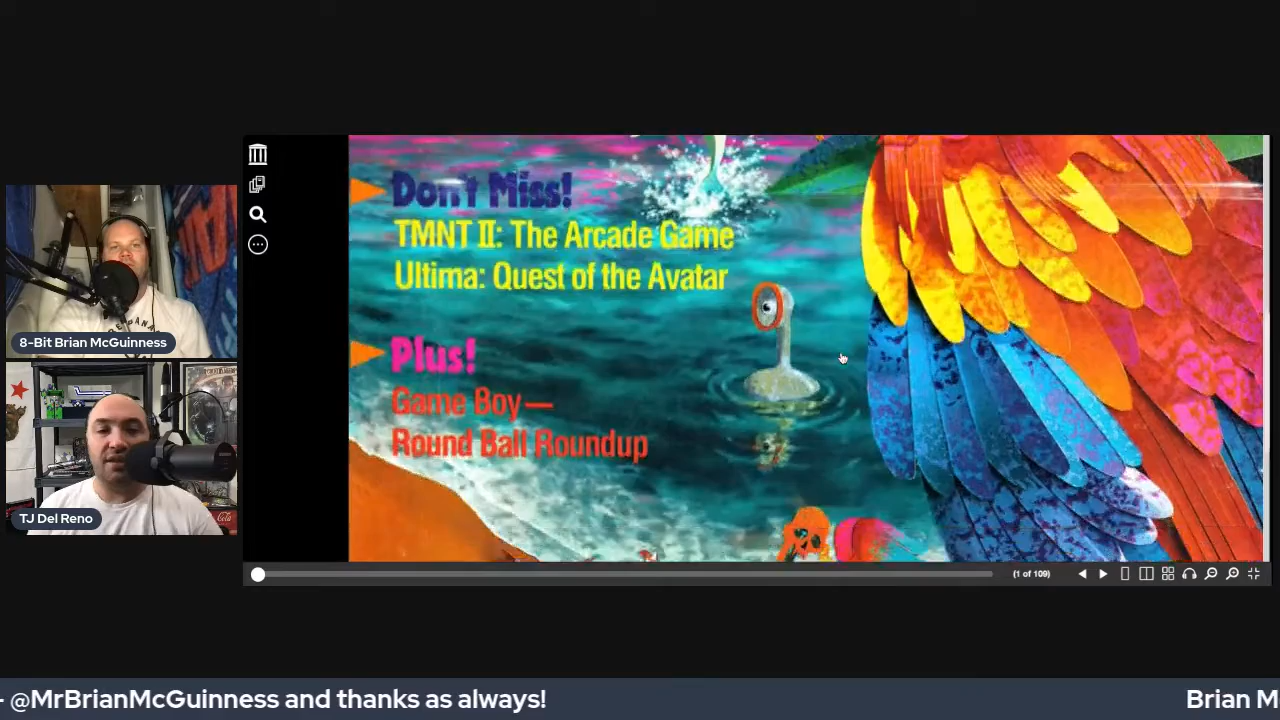 Don't Miss!
TMNT II: The Arcade Game
Ultima: Quest of the Avatar
Plus!
Game Boy—
Round Ball Roundup
8-Bit Brian McGuinness
TJ Del Reno
(1 of 109)
- @MrBrianMcGuinness and thanks as always!
Brian M